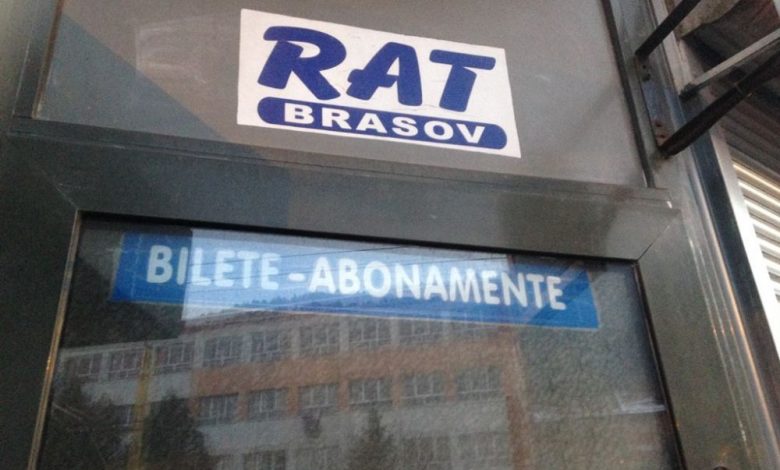 RAT
BRASOV
BILETE - ABONAMENTE